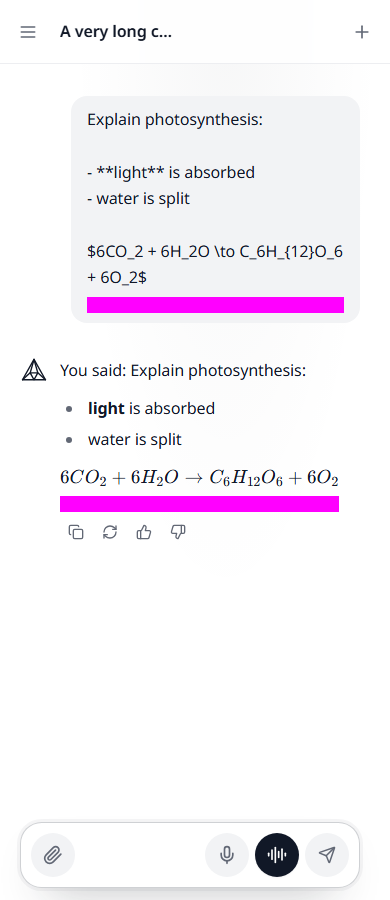 A very long c...
Explain photosynthesis:
- **light** is absorbed
- water is split
$6CO_2 + 6H_2O \to C_6H_{12}O_6
+ 6O_2$
You said: Explain photosynthesis:
• light is absorbed
• water is split
6CO₂ + 6H₂O → C₆H₁₂O₆ + 6O₂